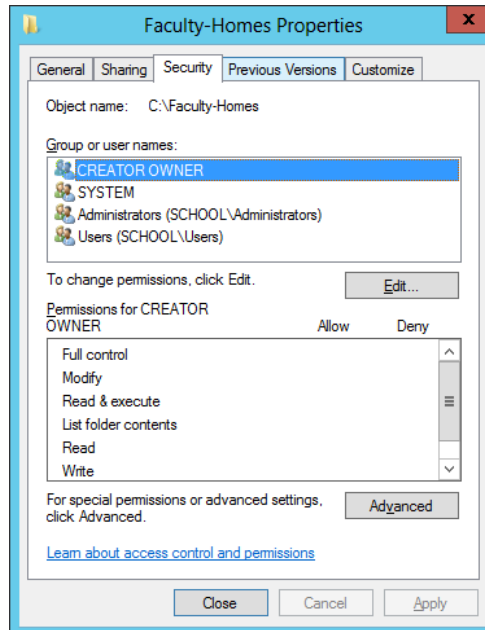 Faculty-Homes Properties
x
General Sharing Security Previous Versions Customize
Object name: C:\Faculty-Homes
Group or user names:
CREATOR OWNER
SYSTEM
Administrators (SCHOOL\Administrators)
Users (SCHOOL\Users)
To change permissions, click Edit. Edit...
Permissions for CREATOR
OWNER Allow Deny
Full control
Modify
Read & execute
List folder contents
Read
Write
For special permissions or advanced settings,
click Advanced. Advanced
Learn about access control and permissions
Close Cancel Apply